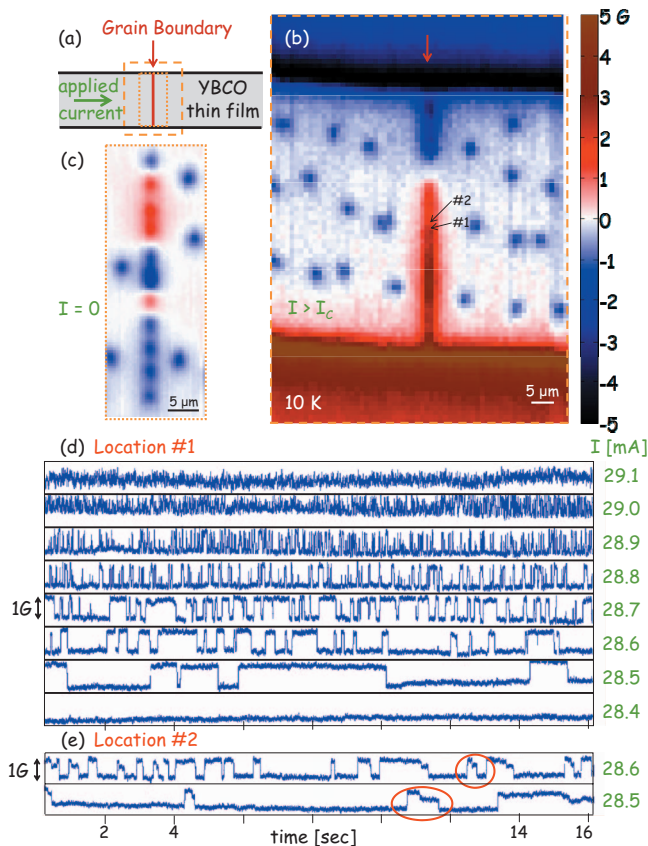 Grain Boundary
(a)
applied
current
YBCO
thin film
(b)
#2
#1
I > I_C
10 K
5 µm
5 G
4
3
2
1
0
-1
-2
-3
-4
-5
(c)
I = 0
5 µm
(d) Location #1
I [mA]
29.1
29.0
28.9
28.8
1G
28.7
28.6
28.5
28.4
(e) Location #2
1G
28.6
28.5
2 4 14 16
time [sec]